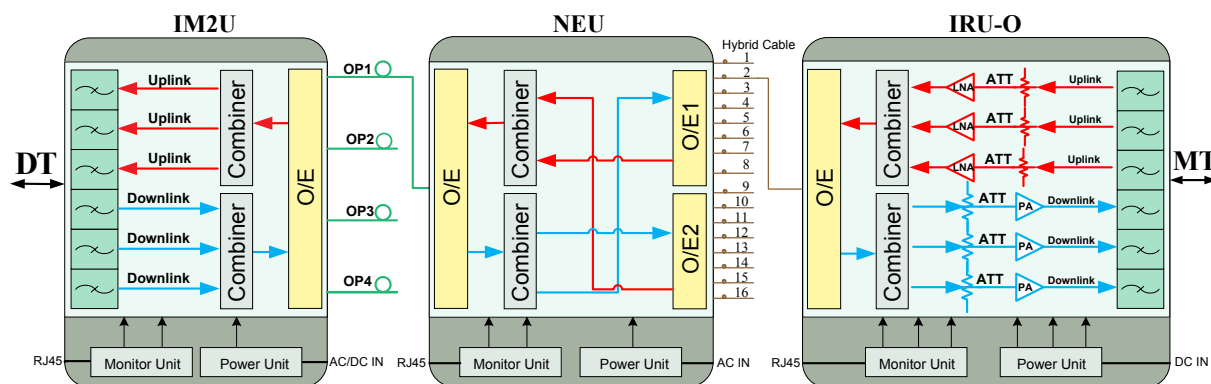 IM2U
NEU
IRU-O
DT
Uplink
Uplink
Uplink
Downlink
Downlink
Downlink
Combiner
Combiner
O/E
OP1
OP2
OP3
OP4
RJ45
Monitor Unit
Power Unit
AC/DC IN
O/E
Combiner
Combiner
O/E1
O/E2
Hybrid Cable
1
2
3
4
5
6
7
8
9
10
11
12
13
14
15
16
RJ45
Monitor Unit
Power Unit
AC IN
O/E
Combiner
Combiner
LNA ATT Uplink
LNA ATT Uplink
LNA ATT Uplink
ATT PA Downlink
ATT PA Downlink
ATT PA Downlink
MT
RJ45
Monitor Unit
Power Unit
DC IN